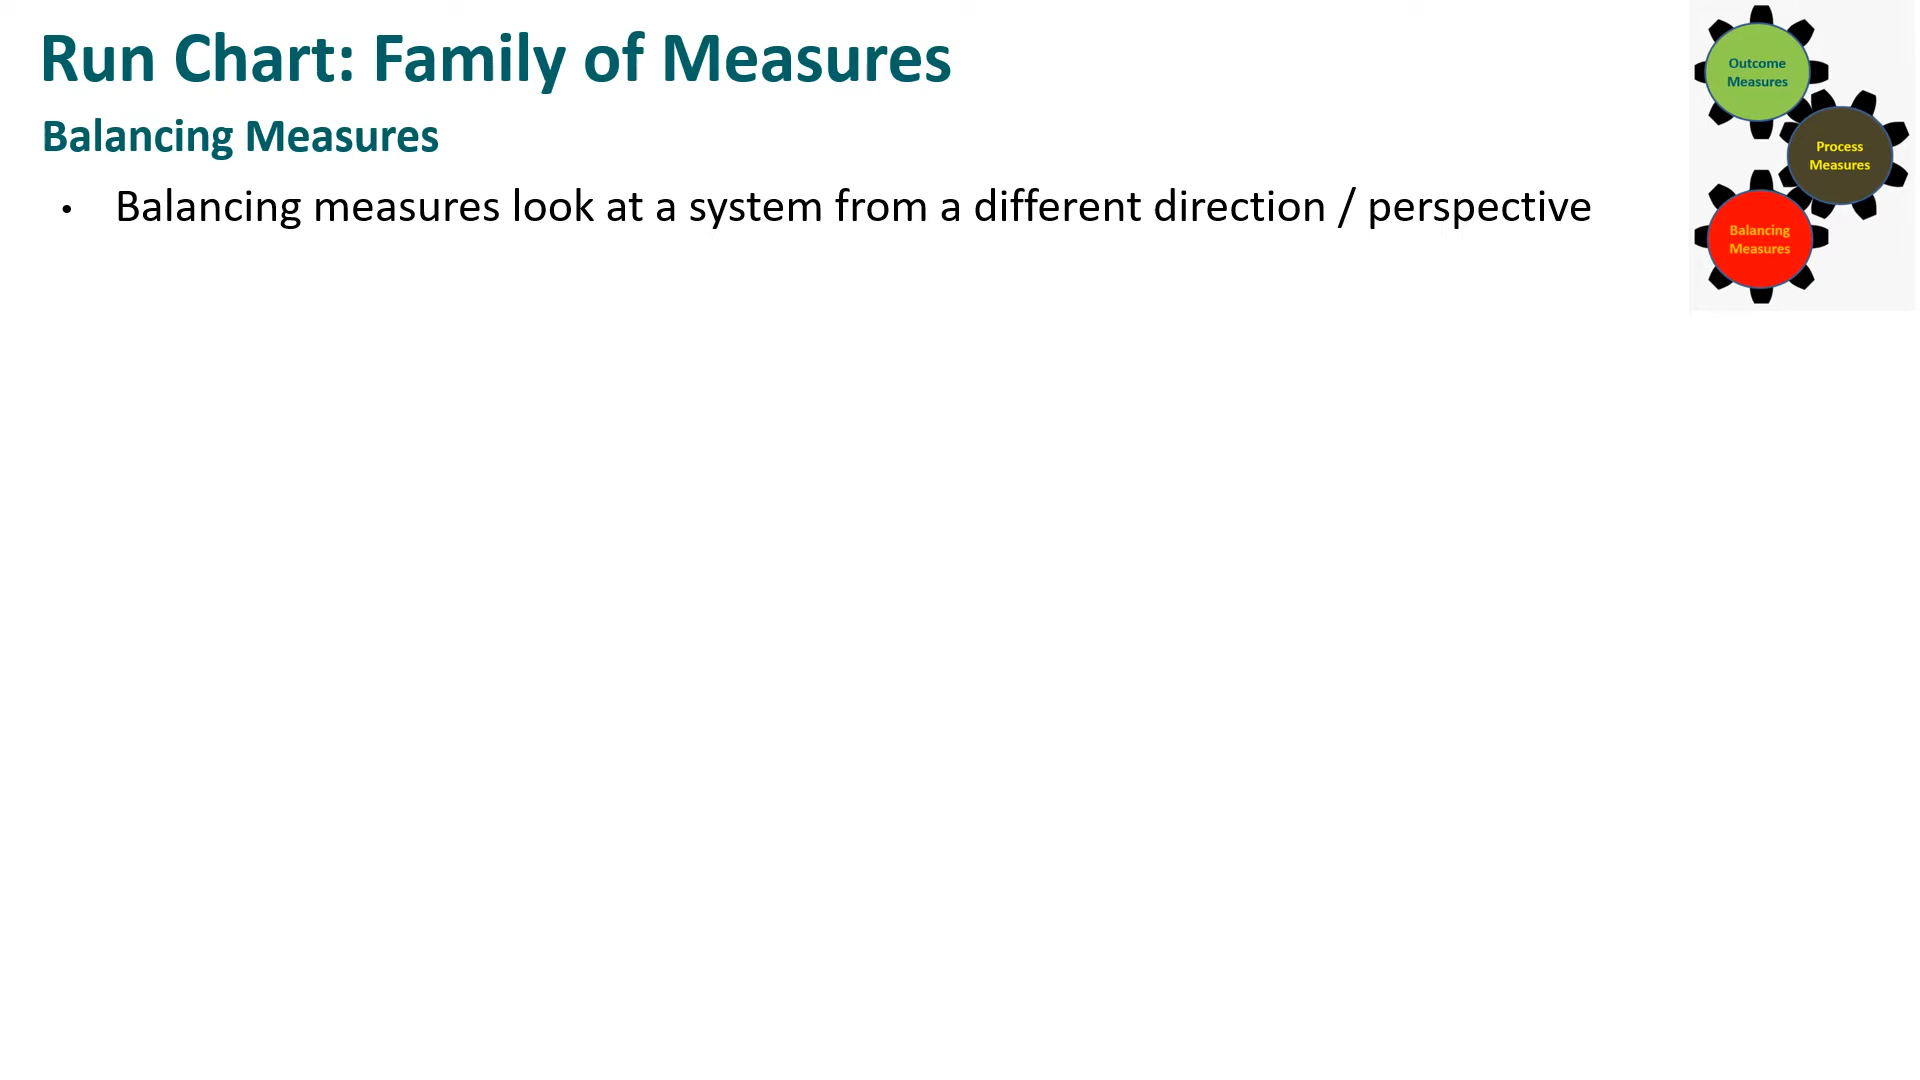 Run Chart: Family of Measures
Balancing Measures
• Balancing measures look at a system from a different direction / perspective
Outcome
Measures
Process
Measures
Balancing
Measures